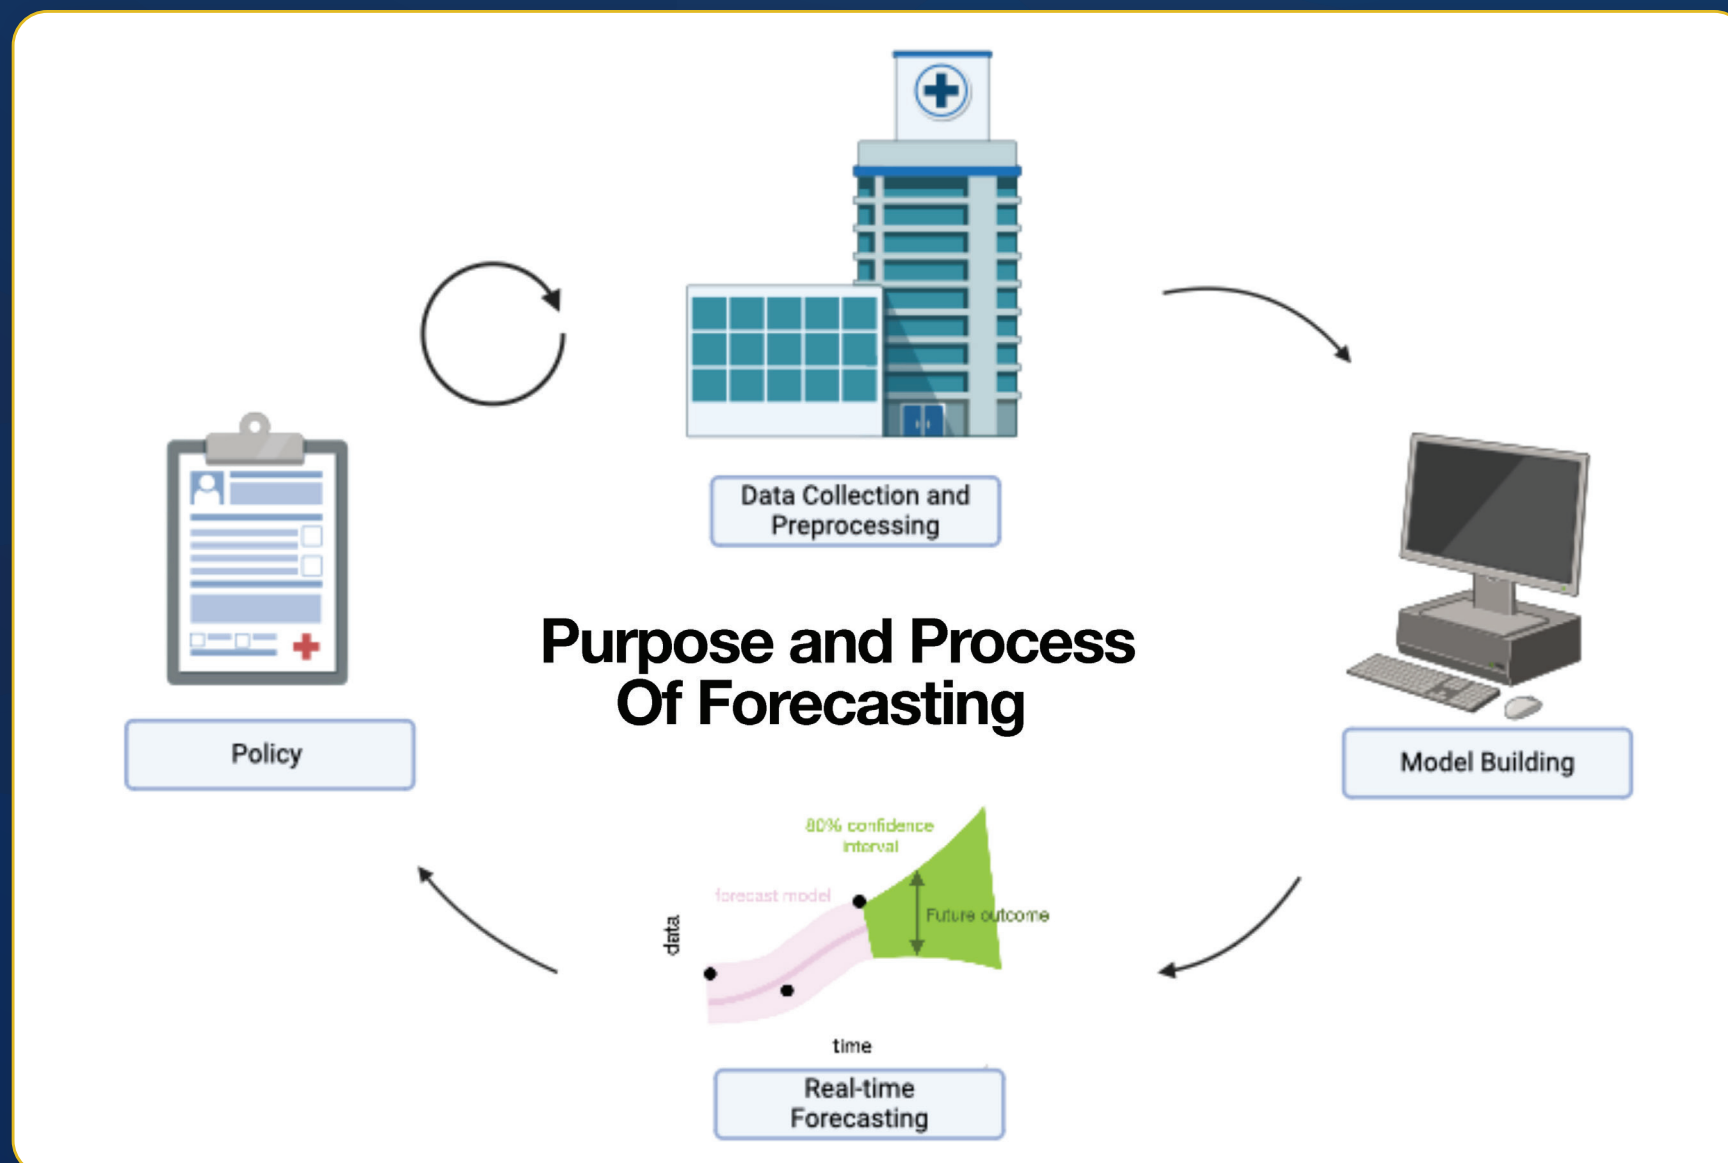 Data Collection and
Preprocessing
Purpose and Process
Of Forecasting
Policy
Model Building
80% confidence
interval
forecast model
Future outcome
data
time
Real-time
Forecasting